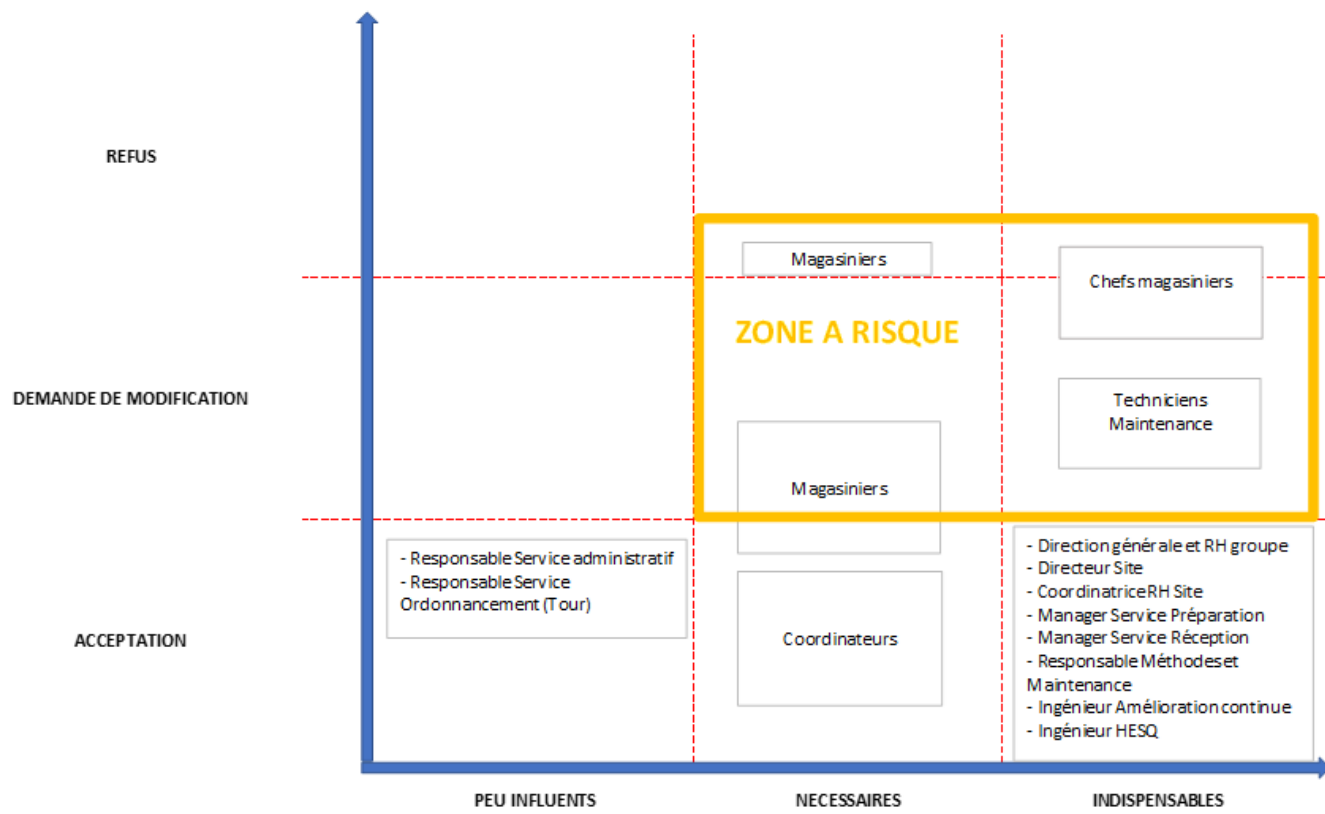 REFUS
Magasiniers
Chefs magasiniers
ZONE A RISQUE
DEMANDE DE MODIFICATION
Techniciens
Maintenance
Magasiniers
- Responsable Service administratif
- Responsable Service
Ordonnancement (Tour)
ACCEPTATION
Coordinateurs
- Direction générale et RH groupe
- Directeur Site
- Coordinatrice RH Site
- Manager Service Préparation
- Manager Service Réception
- Responsable Méthodes et
Maintenance
- Ingénieur Amélioration continue
- Ingénieur HESQ
PEU INFLUENTS
NECESSAIRES
INDISPENSABLES